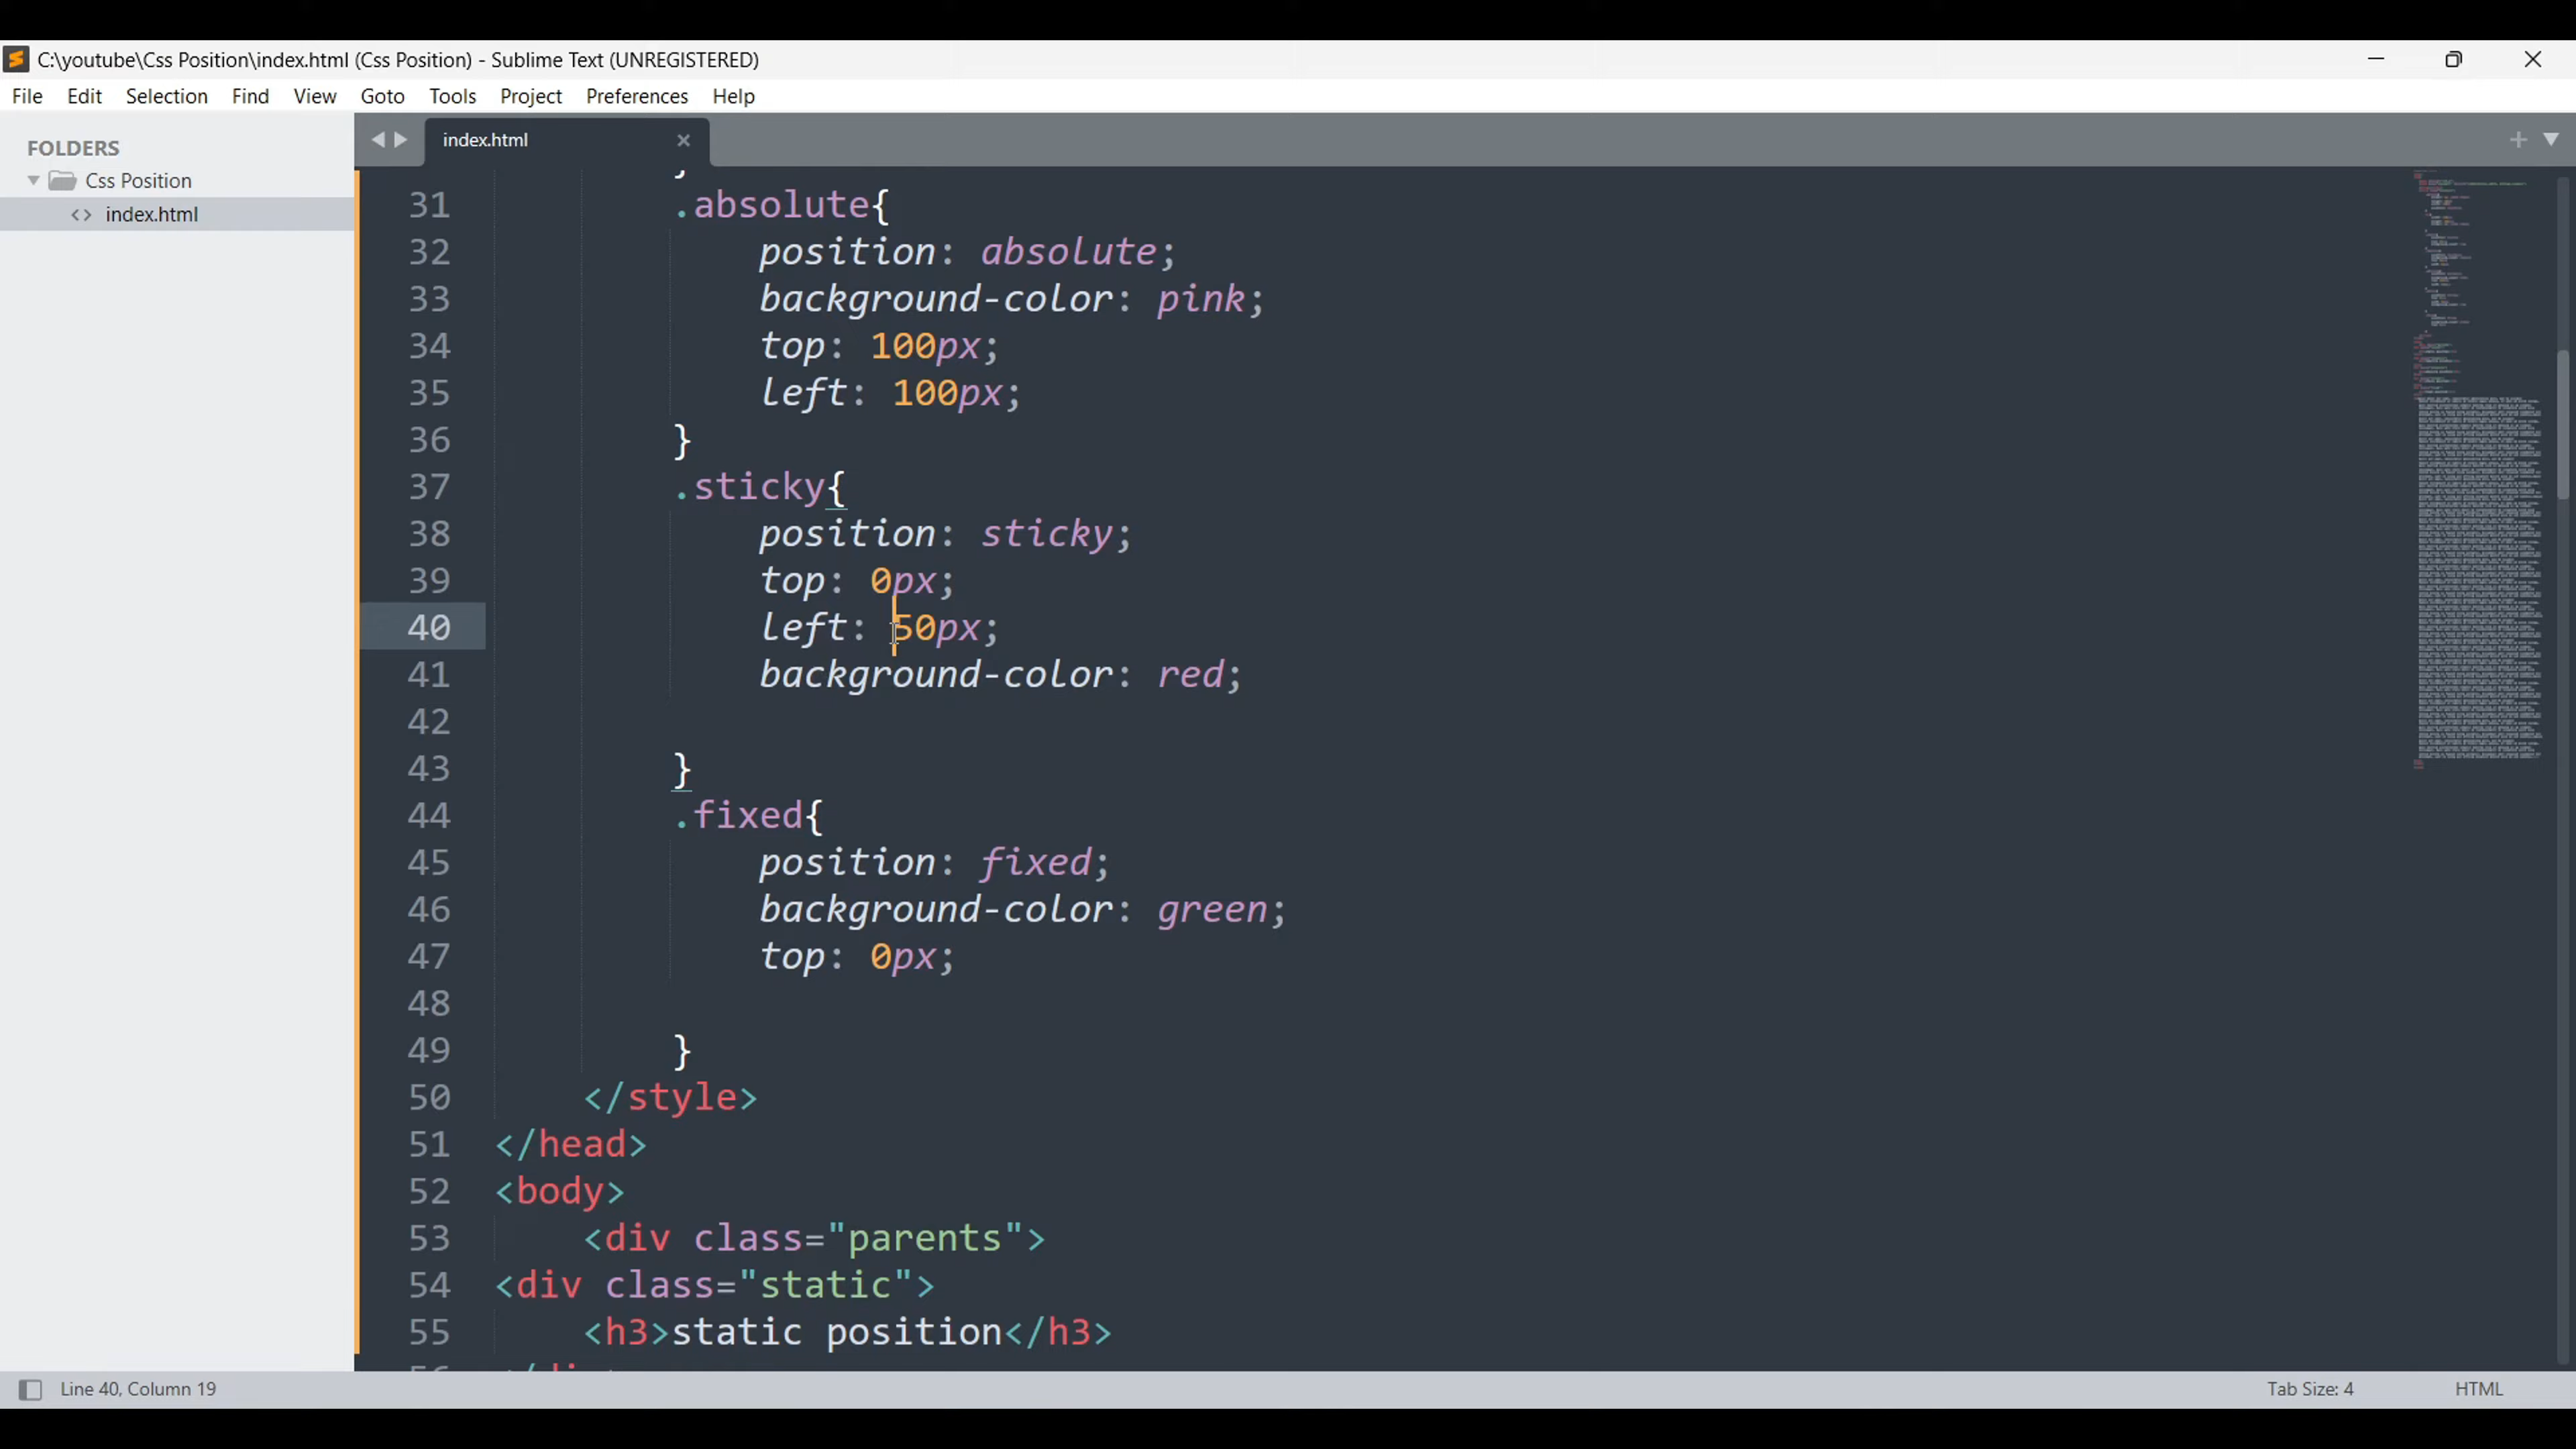 C:\youtube\Css Position\index.html (Css Position) - Sublime Text (UNREGISTERED)
File Edit Selection Find View Goto Tools Project Preferences Help
FOLDERS
Css Position
<> index.html
index.html
}
31 .absolute{
32 position: absolute;
33 background-color: pink;
34 top: 100px;
35 left: 100px;
36 }
37 .sticky{
38 position: sticky;
39 top: 0px;
40 left: 50px;
41 background-color: red;
42
43 }
44 .fixed{
45 position: fixed;
46 background-color: green;
47 top: 0px;
48
49 }
50 </style>
51 </head>
52 <body>
53 <div class="parents">
54 <div class="static">
55 <h3>static position</h3>
Line 40, Column 19
Tab Size: 4 HTML